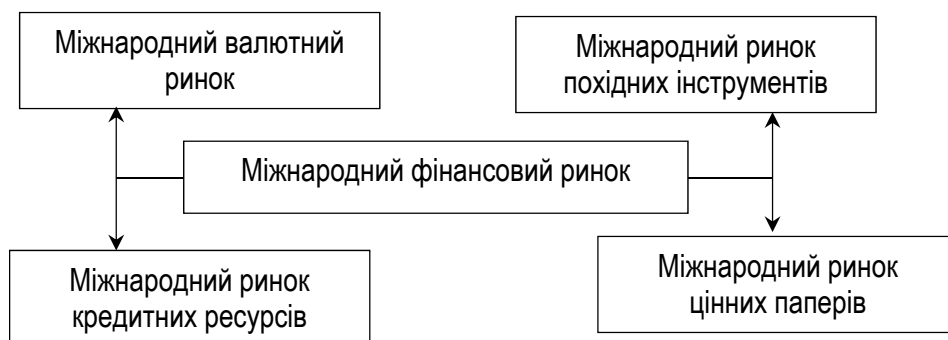 Міжнародний валютний
ринок
Міжнародний ринок
похідних інструментів
Міжнародний фінансовий ринок
Міжнародний ринок
кредитних ресурсів
Міжнародний ринок
цінних паперів